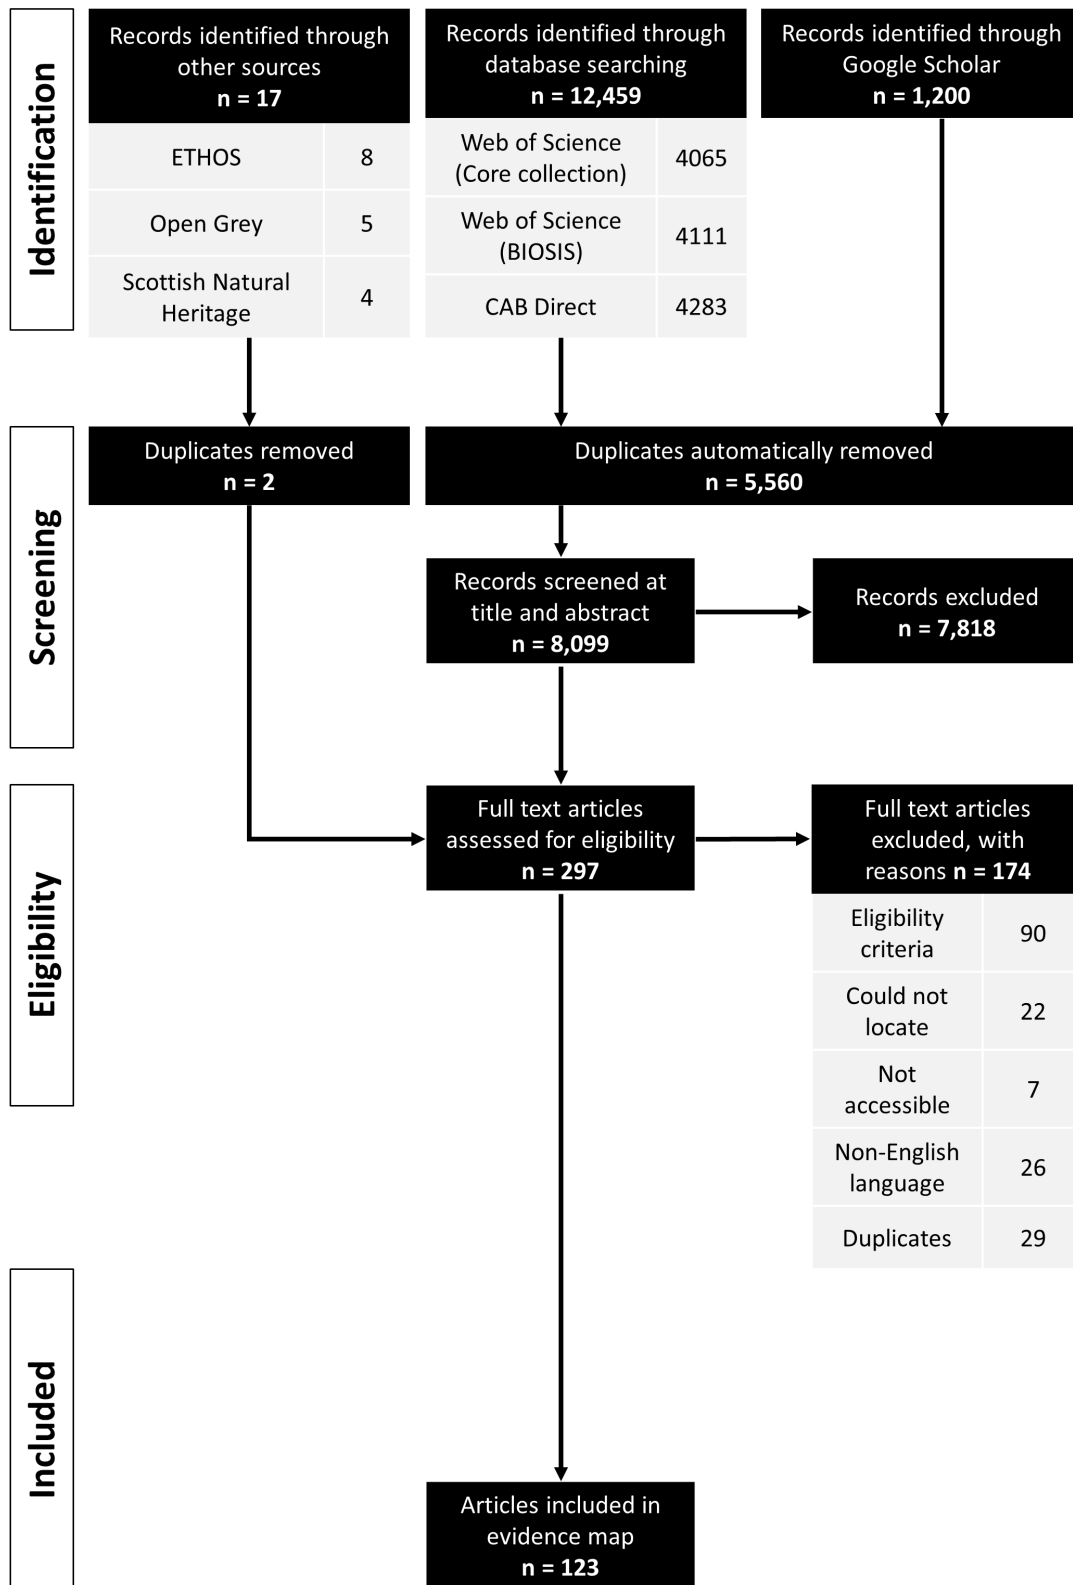 Identification
Records identified through
other sources
n = 17
ETHOS 8
Open Grey 5
Scottish Natural
Heritage 4
Records identified through
database searching
n = 12,459
Web of Science
(Core collection) 4065
Web of Science
(BIOSIS) 4111
CAB Direct 4283
Records identified through
Google Scholar
n = 1,200
Screening
Duplicates removed
n = 2
Duplicates automatically removed
n = 5,560
Records screened at
title and abstract
n = 8,099
Records excluded
n = 7,818
Eligibility
Full text articles
assessed for eligibility
n = 297
Full text articles
excluded, with
reasons n = 174
Eligibility
criteria 90
Could not
locate 22
Not
accessible 7
Non-English
language 26
Duplicates 29
Included
Articles included in
evidence map
n = 123